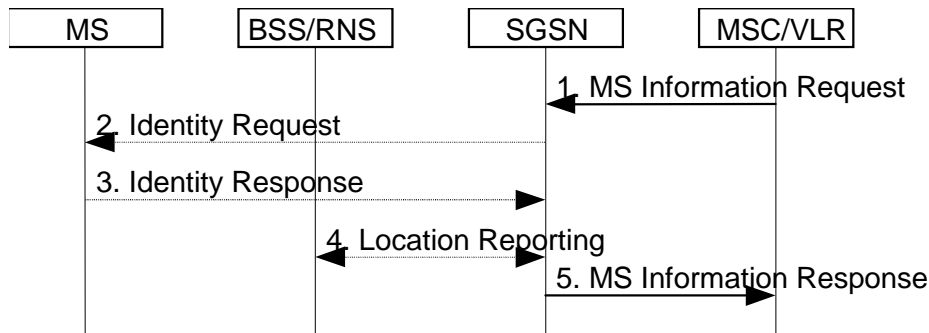 MS
BSS/RNS
SGSN
MSC/VLR
1. MS Information Request
2. Identity Request
3. Identity Response
4. Location Reporting
5. MS Information Response